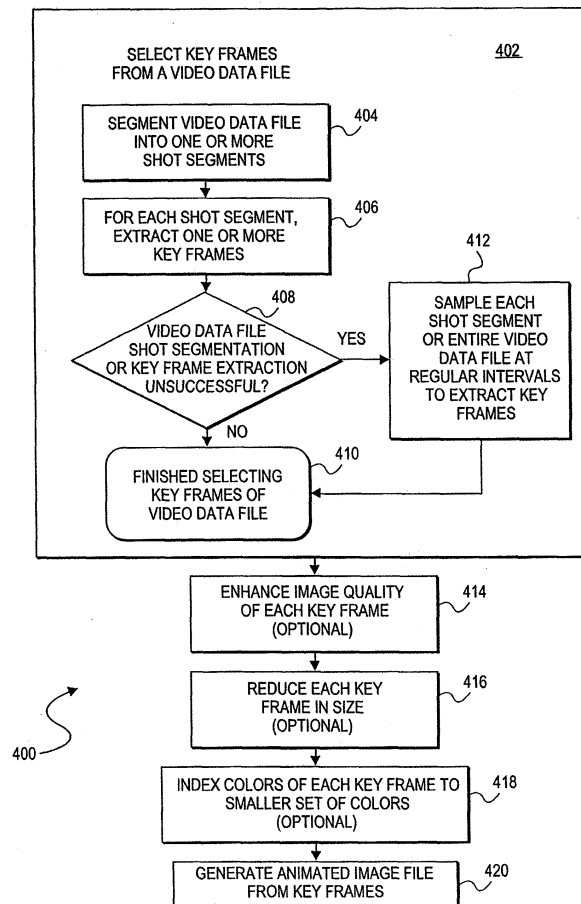 402
SELECT KEY FRAMES
FROM A VIDEO DATA FILE
SEGMENT VIDEO DATA FILE
INTO ONE OR MORE
SHOT SEGMENTS
404
FOR EACH SHOT SEGMENT,
EXTRACT ONE OR MORE
KEY FRAMES
406
408
VIDEO DATA FILE
SHOT SEGMENTATION
OR KEY FRAME EXTRACTION
UNSUCCESSFUL?
YES
NO
412
SAMPLE EACH
SHOT SEGMENT
OR ENTIRE VIDEO
DATA FILE AT
REGULAR INTERVALS
TO EXTRACT KEY
FRAMES
410
FINISHED SELECTING
KEY FRAMES OF
VIDEO DATA FILE
ENHANCE IMAGE QUALITY
OF EACH KEY FRAME
(OPTIONAL)
414
REDUCE EACH KEY
FRAME IN SIZE
(OPTIONAL)
416
400
INDEX COLORS OF EACH KEY FRAME TO
SMALLER SET OF COLORS
(OPTIONAL)
418
GENERATE ANIMATED IMAGE FILE
FROM KEY FRAMES
420